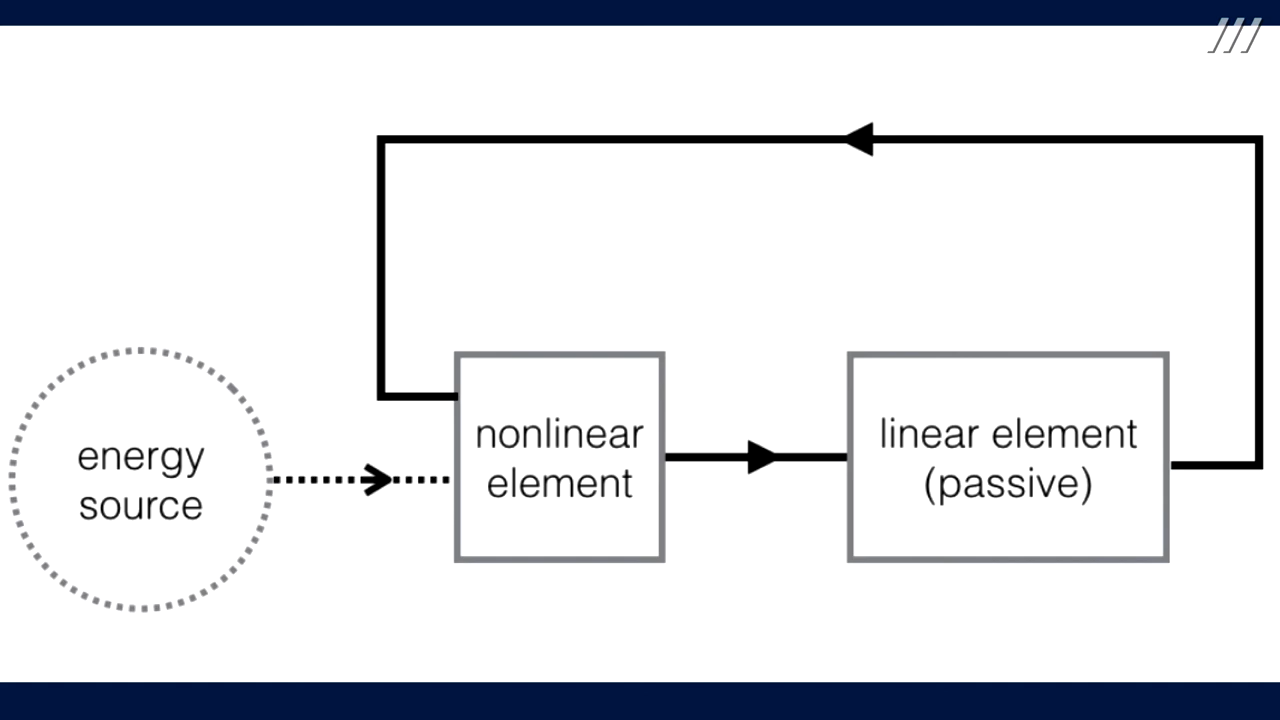 energy
source
nonlinear
element
linear element
(passive)